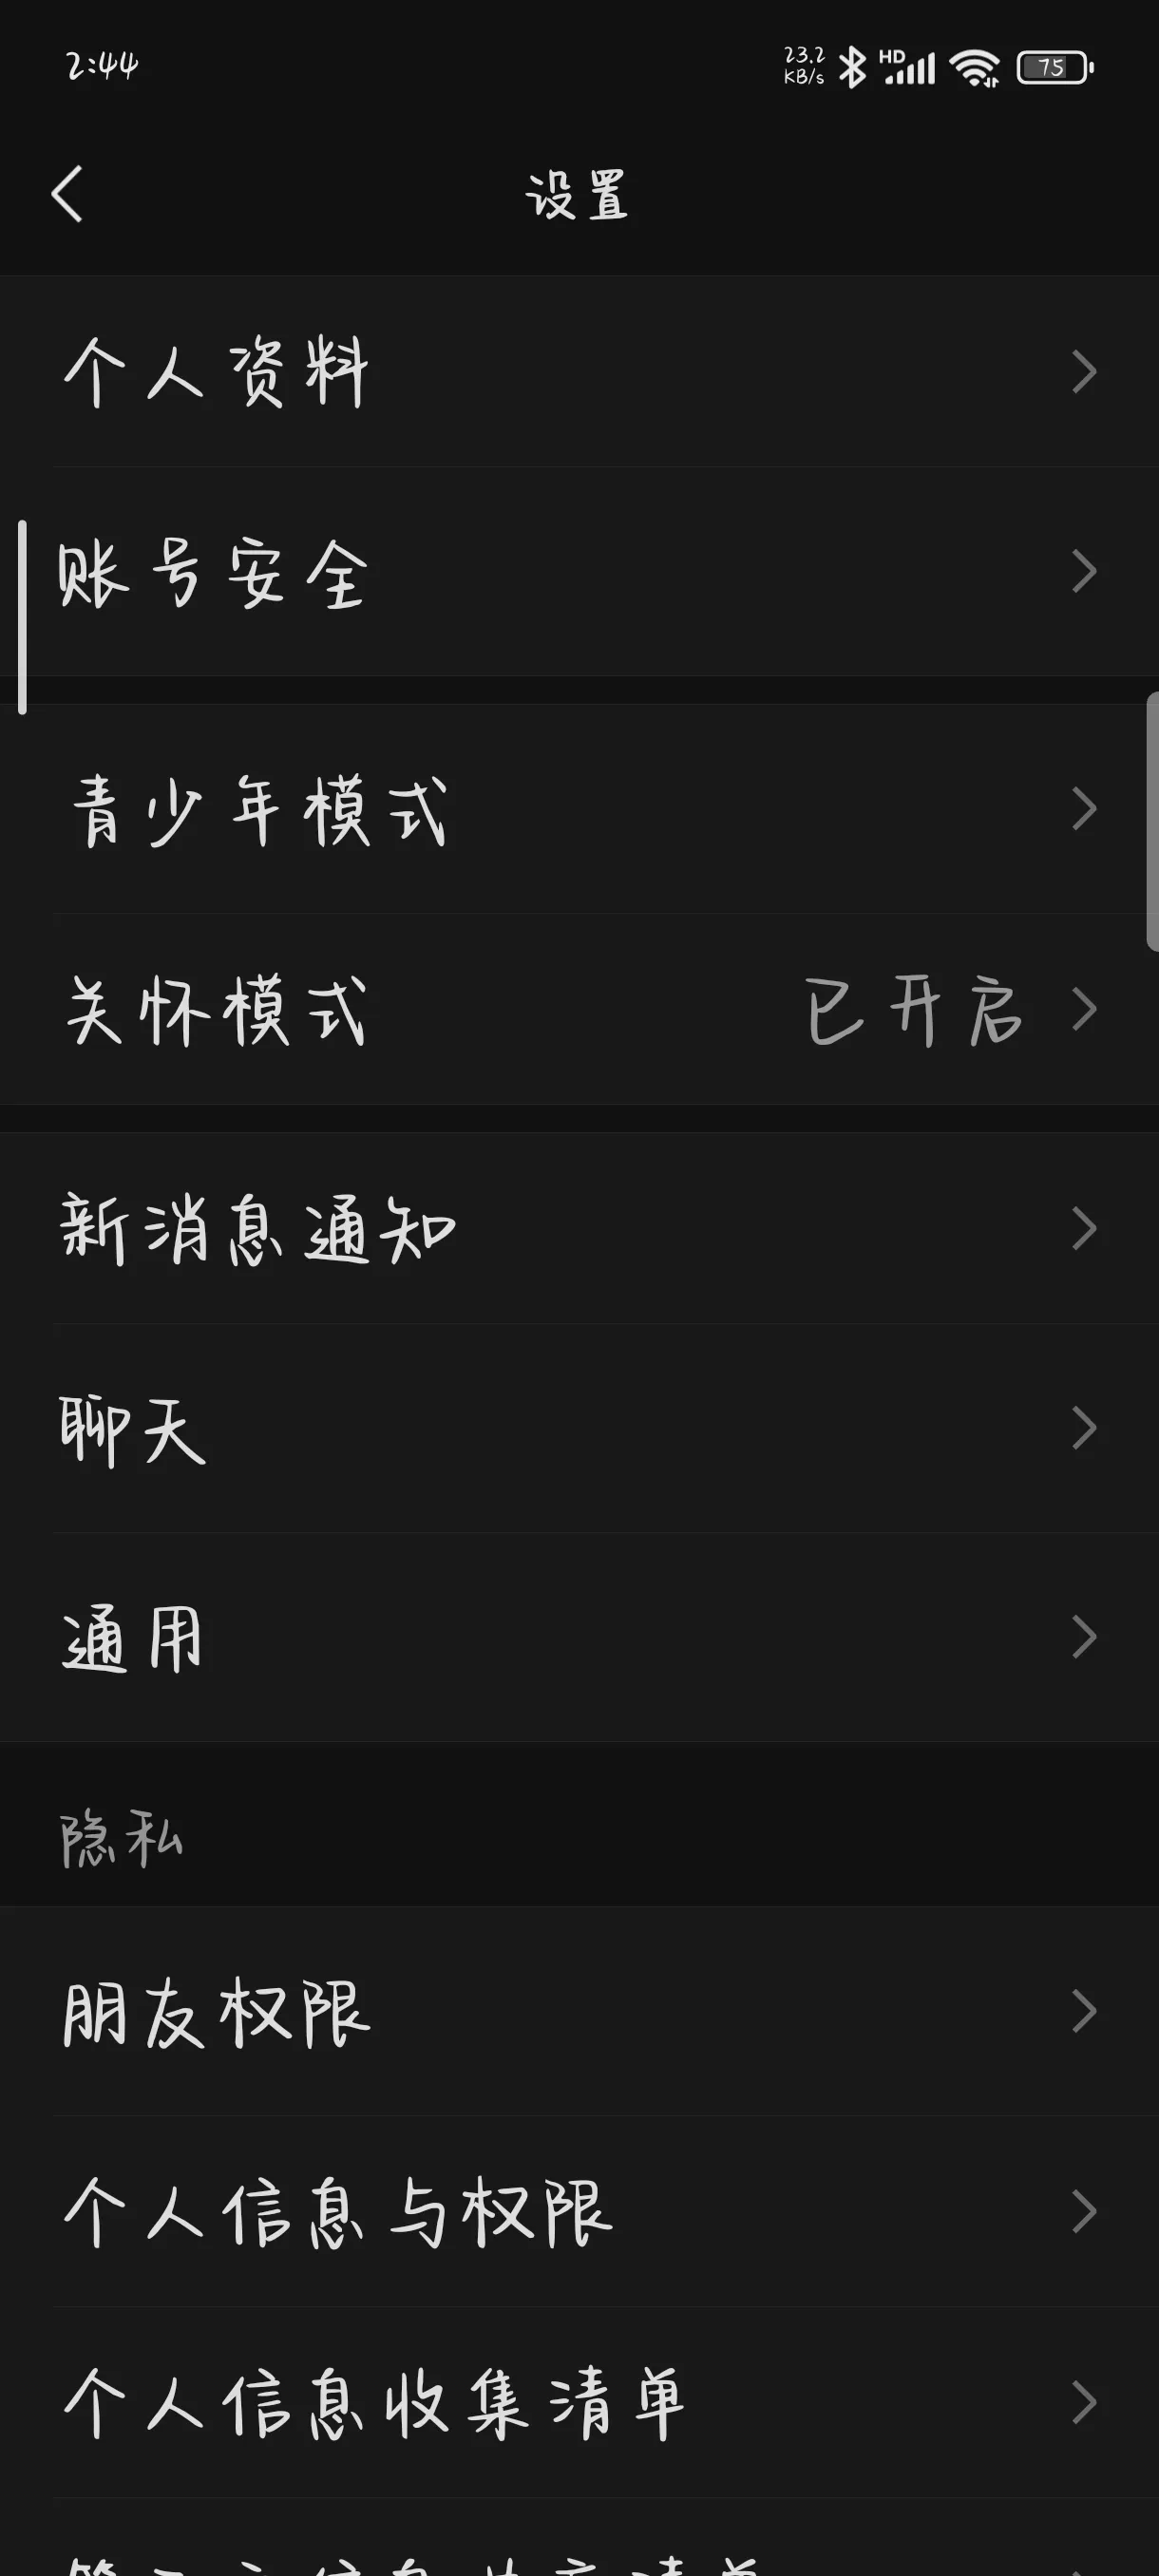 2:44
23.2
KB/s
HD
75
设置
个人资料
账号安全
青少年模式
关怀模式 已开启
新消息通知
聊天
通用
隐私
朋友权限
个人信息与权限
个人信息收集清单